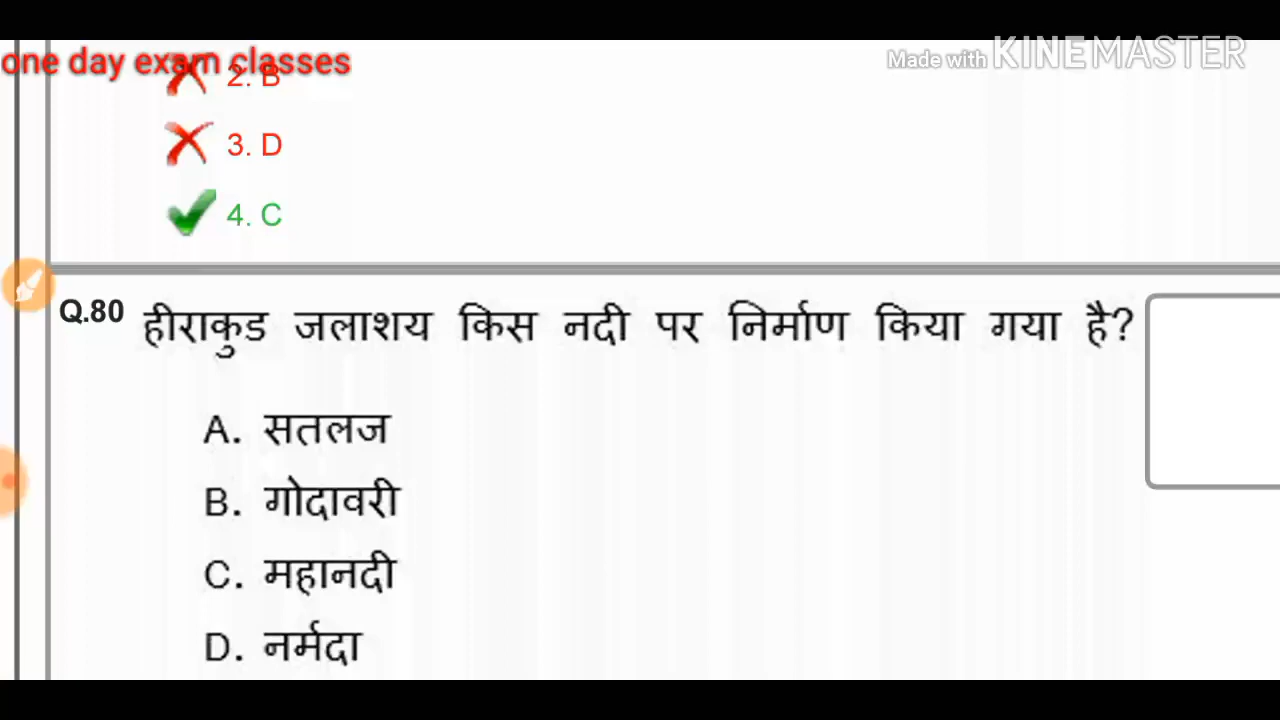 one day exam classes
Made with KINEMASTER
2. B
3. D
4. C
Q.80 हीराकुड जलाशय किस नदी पर निर्माण किया गया है?
A. सतलज
B. गोदावरी
C. महानदी
D. नर्मदा